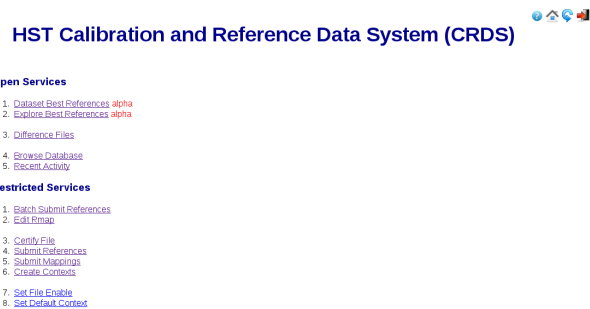 HST Calibration and Reference Data System (CRDS)
pen Services
1. Dataset Best References alpha
2. Explore Best References alpha
3. Difference Files
4. Browse Database
5. Recent Activity
estricted Services
1. Batch Submit References
2. Edit Rmap
3. Certify File
4. Submit References
5. Submit Mappings
6. Create Contexts
7. Set File Enable
8. Set Default Context